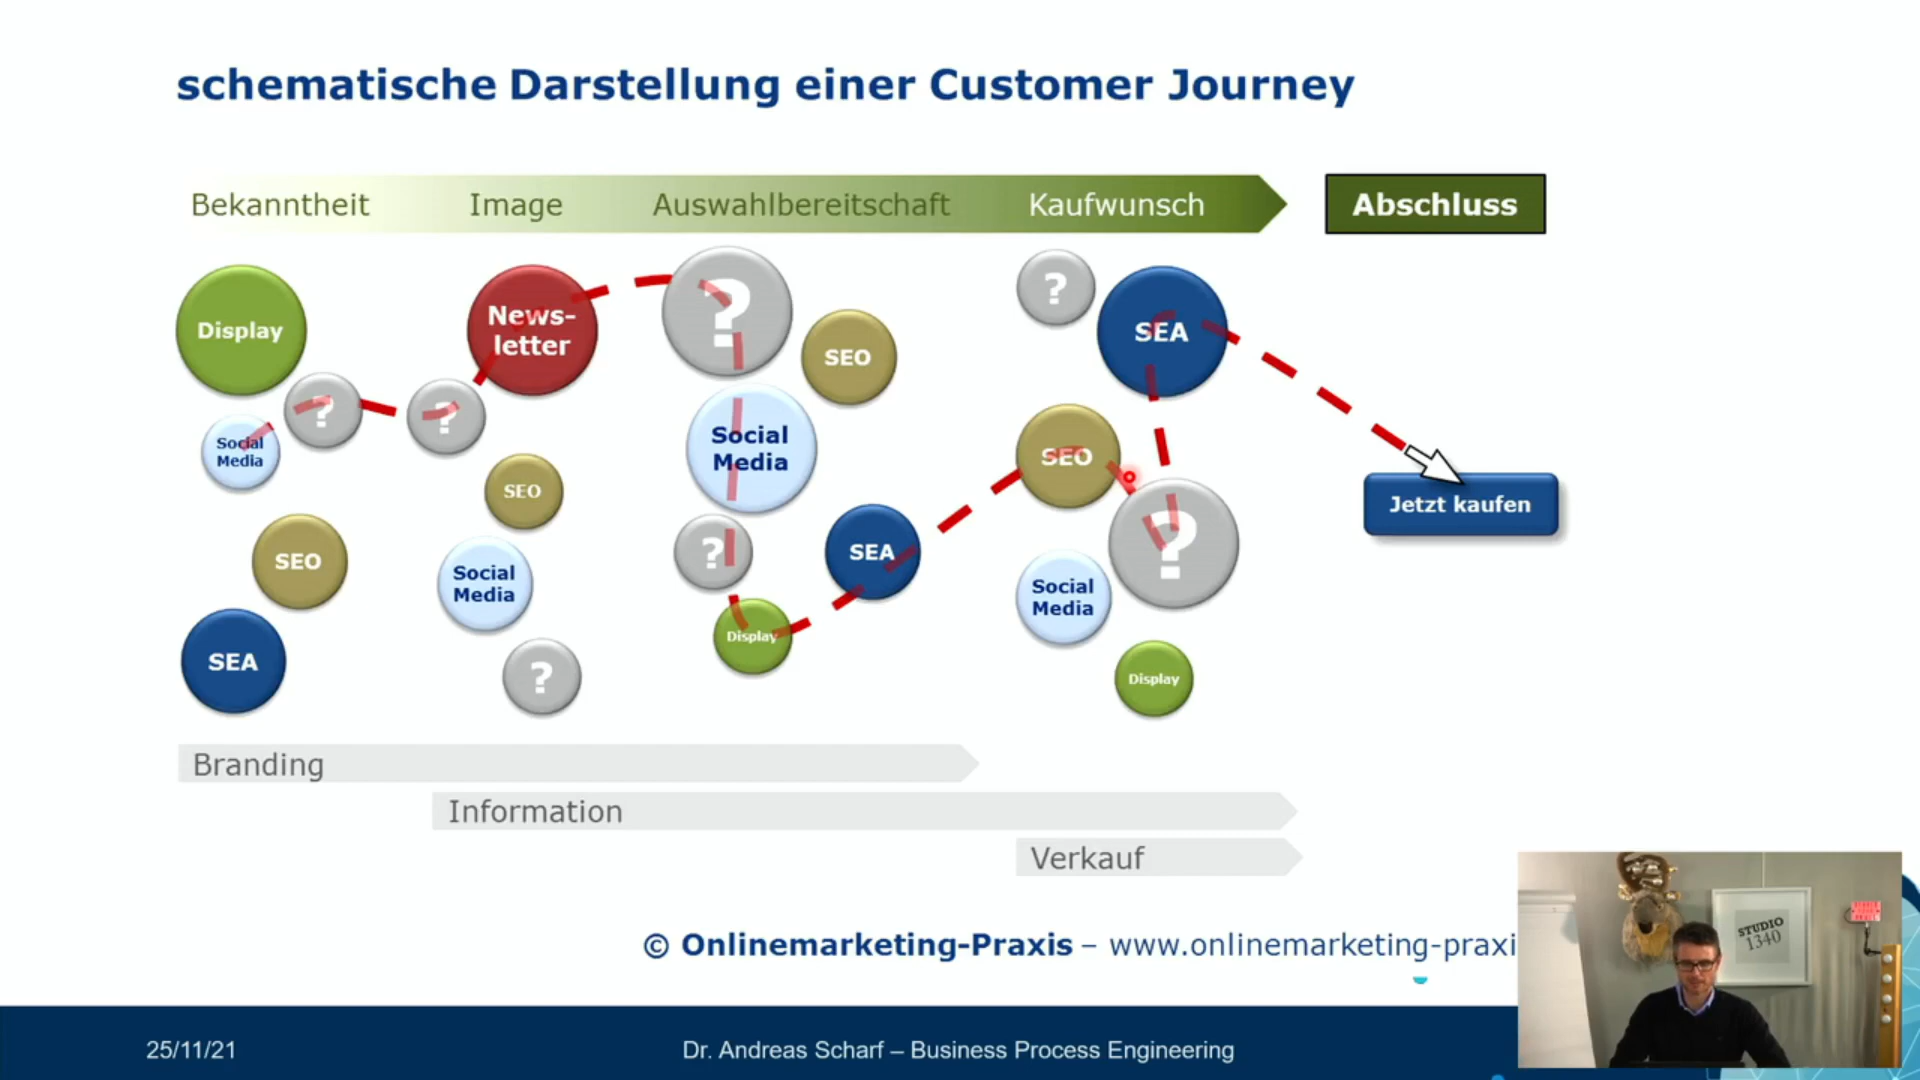 schematische Darstellung einer Customer Journey
Bekanntheit
Image
Auswahlbereitschaft
Kaufwunsch
Abschluss
Display
?
Social
Media
SEO
SEA
News-
letter
?
SEO
Social
Media
?
?
SEO
Social
Media
?
SEA
Display
?
SEA
SEO
?
Social
Media
Display
Jetzt kaufen
Branding
Information
Verkauf
© Onlinemarketing-Praxis – www.onlinemarketing-praxi
STUDIO
1340
25/11/21
Dr. Andreas Scharf – Business Process Engineering